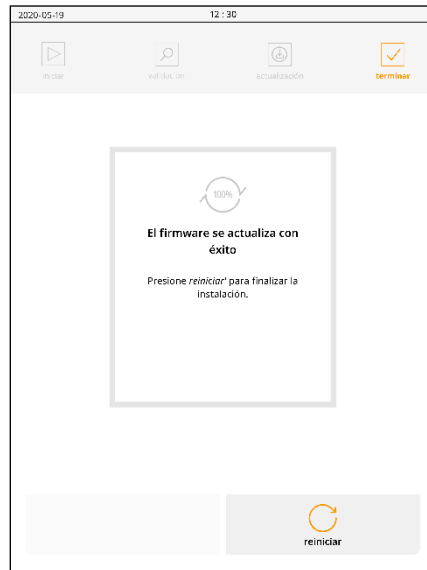 2020-05-19 12 : 30
iniciar validación actualización terminar
100%
El firmware se actualiza con
éxito
Presione reiniciar' para finalizar la
instalación.
reiniciar